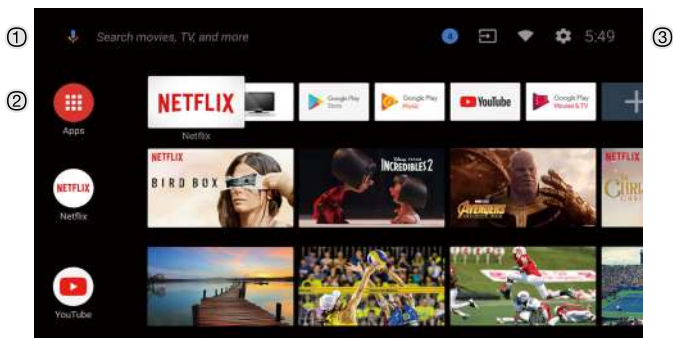 ①
Search movies, TV, and more
4
5:49
③
②
Apps
NETFLIX
Netflix
Google Play
Store
Google Play
Music
YouTube
Google Play
Movies & TV
NETFLIX
Netflix
NETFLIX
BIRD BOX
INCREDIBLES 2
AVENGERS
NETFLIX
YouTube